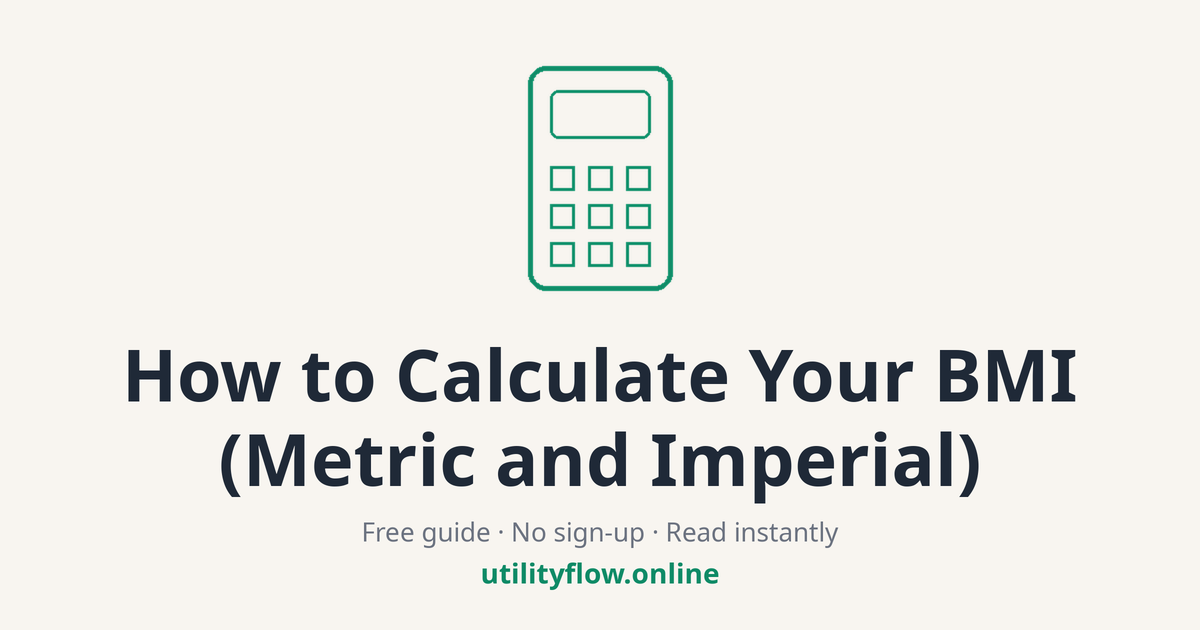 How to Calculate Your BMI
(Metric and Imperial)
Free guide · No sign-up · Read instantly
utilityflow.online